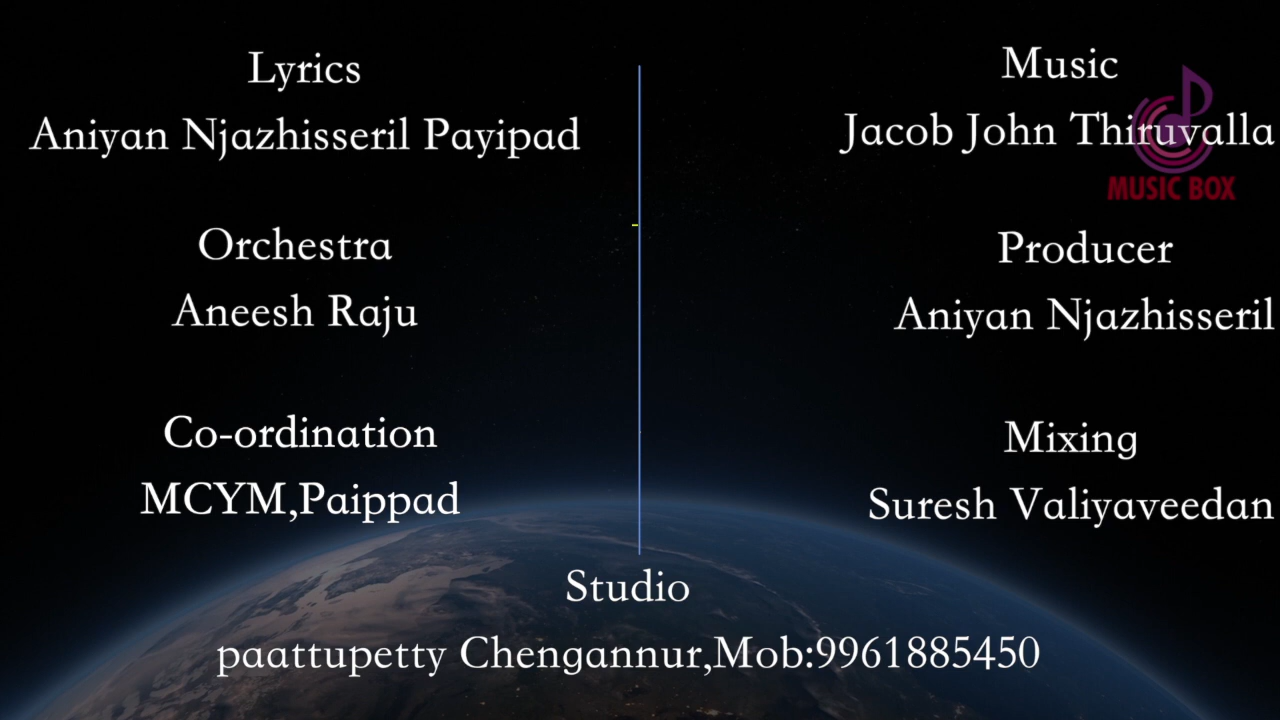 Lyrics
Aniyan Njazhisseril Payipad
Orchestra
Aneesh Raju
Co-ordination
MCYM,Paippad
Music
Jacob John Thiruvalla
MUSIC BOX
Producer
Aniyan Njazhisseril
Mixing
Suresh Valiyaveedan
Studio
paattupetty Chengannur,Mob:9961885450